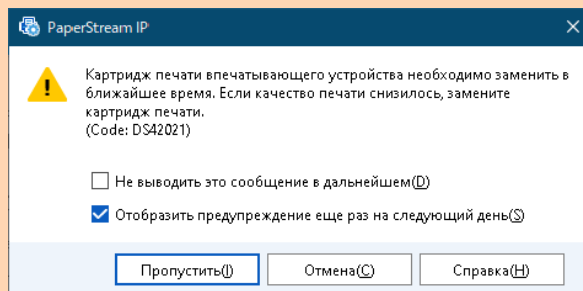 PaperStream IP
Картридж печати впечатывающего устройства необходимо заменить в
ближайшее время. Если качество печати снизилось, замените
картридж печати.
(Code: DS42021)
Не выводить это сообщение в дальнейшем(D)
Отобразить предупреждение еще раз на следующий день(S)
Пропустить(I) Отмена(C) Справка(H)